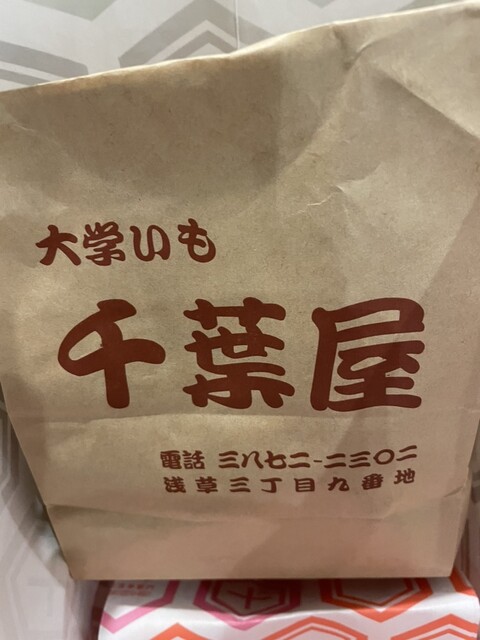 大学いも
千葉屋
電話 三八七二-二三〇二
浅草三丁目九番地